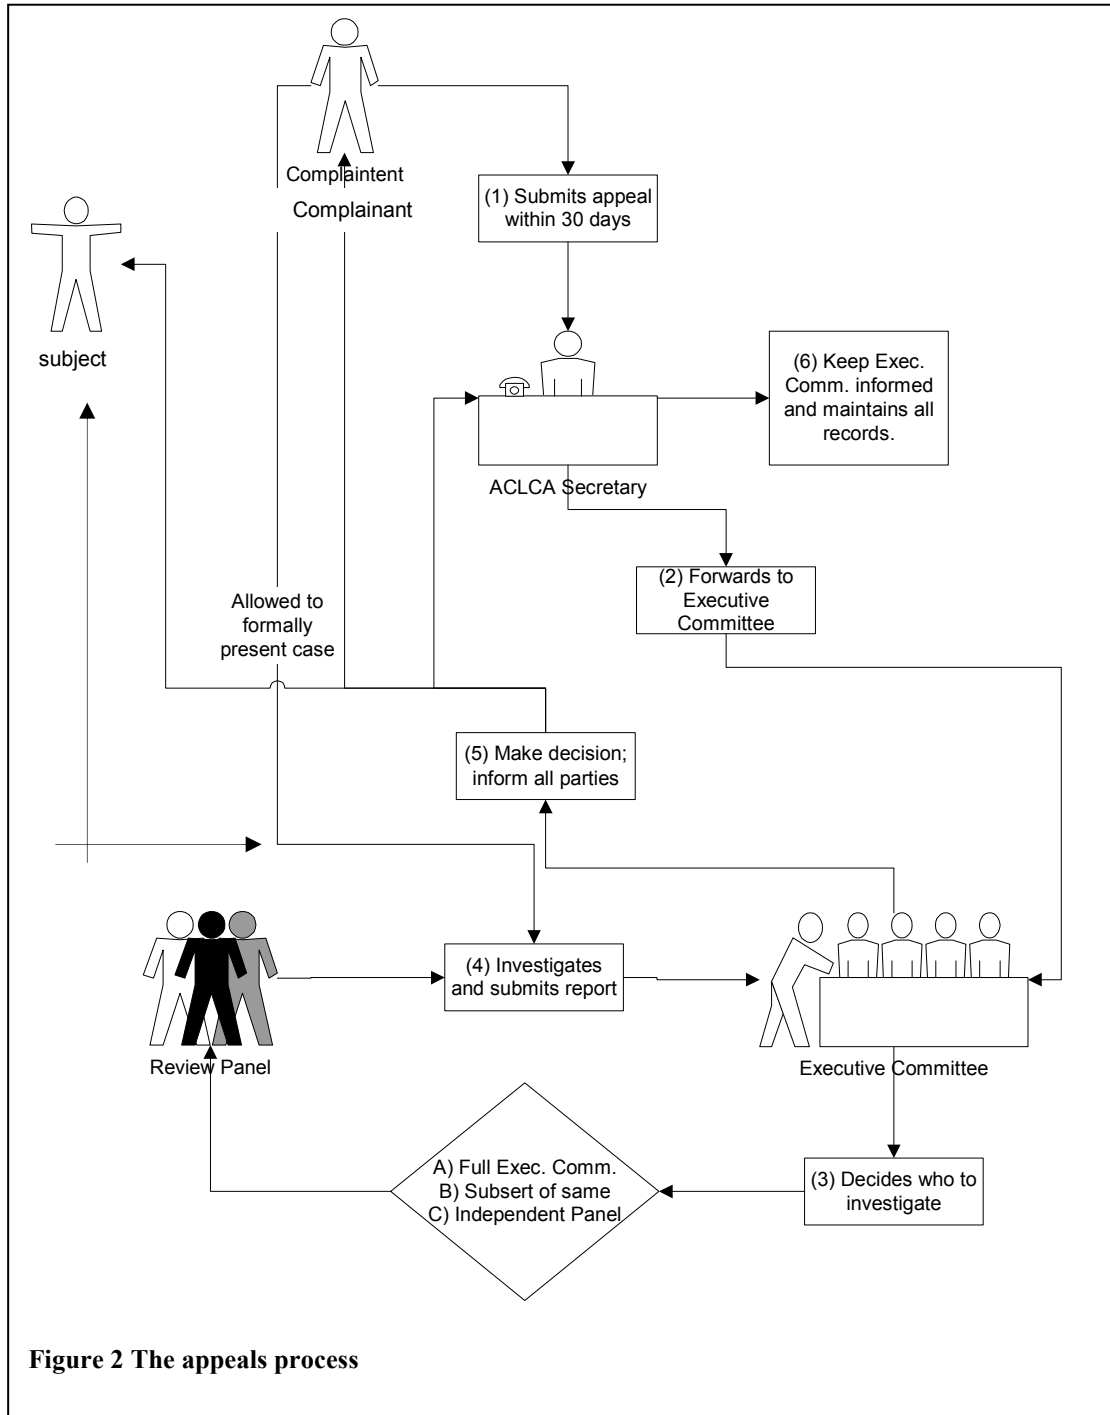 Complaintent
Complainant
(1) Submits appeal
within 30 days
subject
(6) Keep Exec.
Comm. informed
and maintains all
records.
ACLCA Secretary
(2) Forwards to
Executive
Committee
Allowed to
formally
present case
(5) Make decision;
inform all parties
(4) Investigates
and submits report
Review Panel
Executive Committee
A) Full Exec. Comm.
B) Subsert of same
C) Independent Panel
(3) Decides who to
investigate
Figure 2 The appeals process